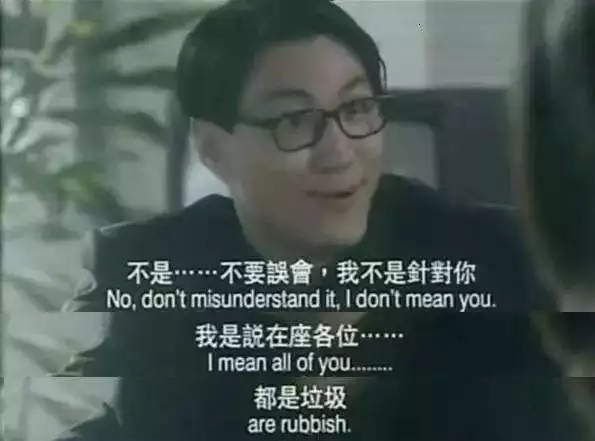 不是……不要誤會，我不是針對你
No, don't misunderstand it, I don't mean you.
我是説在座各位……
I mean all of you........
都是垃圾
are rubbish.